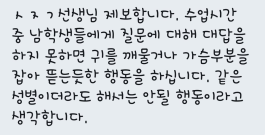 ㅅㅈㄱ선생님 제보합니다. 수업시간
중 남학생들에게 질문에 대해 대답을
하지 못하면 귀를 깨물거나 가슴부분을
잡아 뜯는듯한 행동을 하십니다. 같은
성별이더라도 해서는 안될 행동이라고
생각합니다.